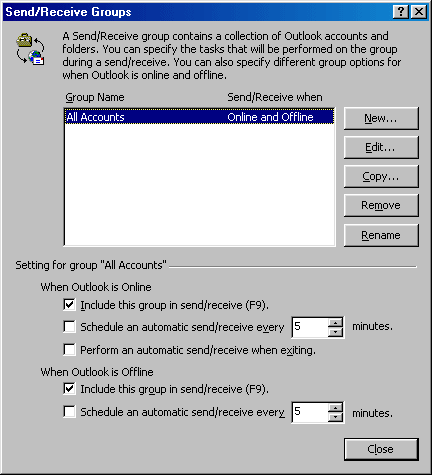 Send/Receive Groups
A Send/Receive group contains a collection of Outlook accounts and
folders. You can specify the tasks that will be performed on the group
during a send/receive. You can also specify different group options for
when Outlook is online and offline.
Group Name Send/Receive when
All Accounts Online and Offline
New...
Edit...
Copy...
Remove
Rename
Setting for group "All Accounts"
When Outlook is Online
Include this group in send/receive (F9).
Schedule an automatic send/receive every 5 minutes.
Perform an automatic send/receive when exiting.
When Outlook is Offline
Include this group in send/receive (F9).
Schedule an automatic send/receive every 5 minutes.
Close